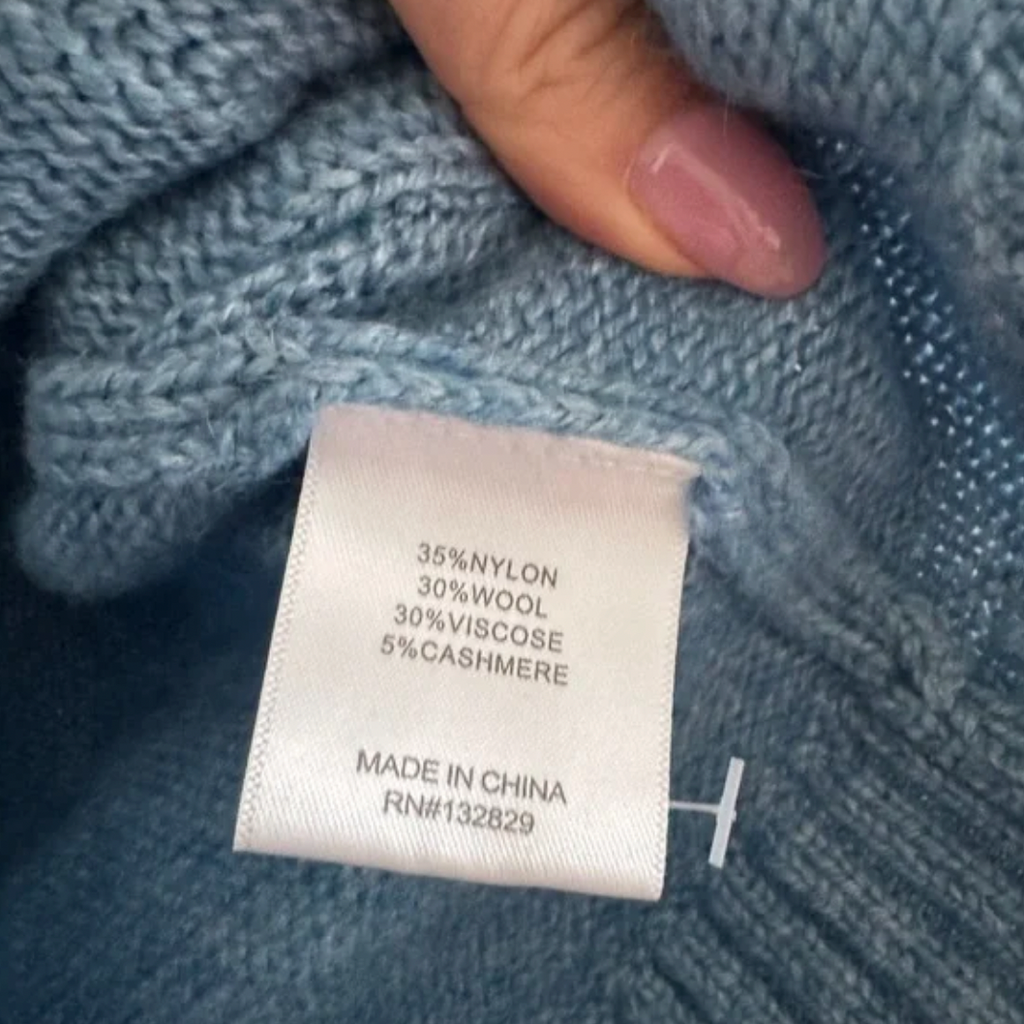 35%NYLON
30%WOOL
30%VISCOSE
5%CASHMERE
MADE IN CHINA
RN#132829